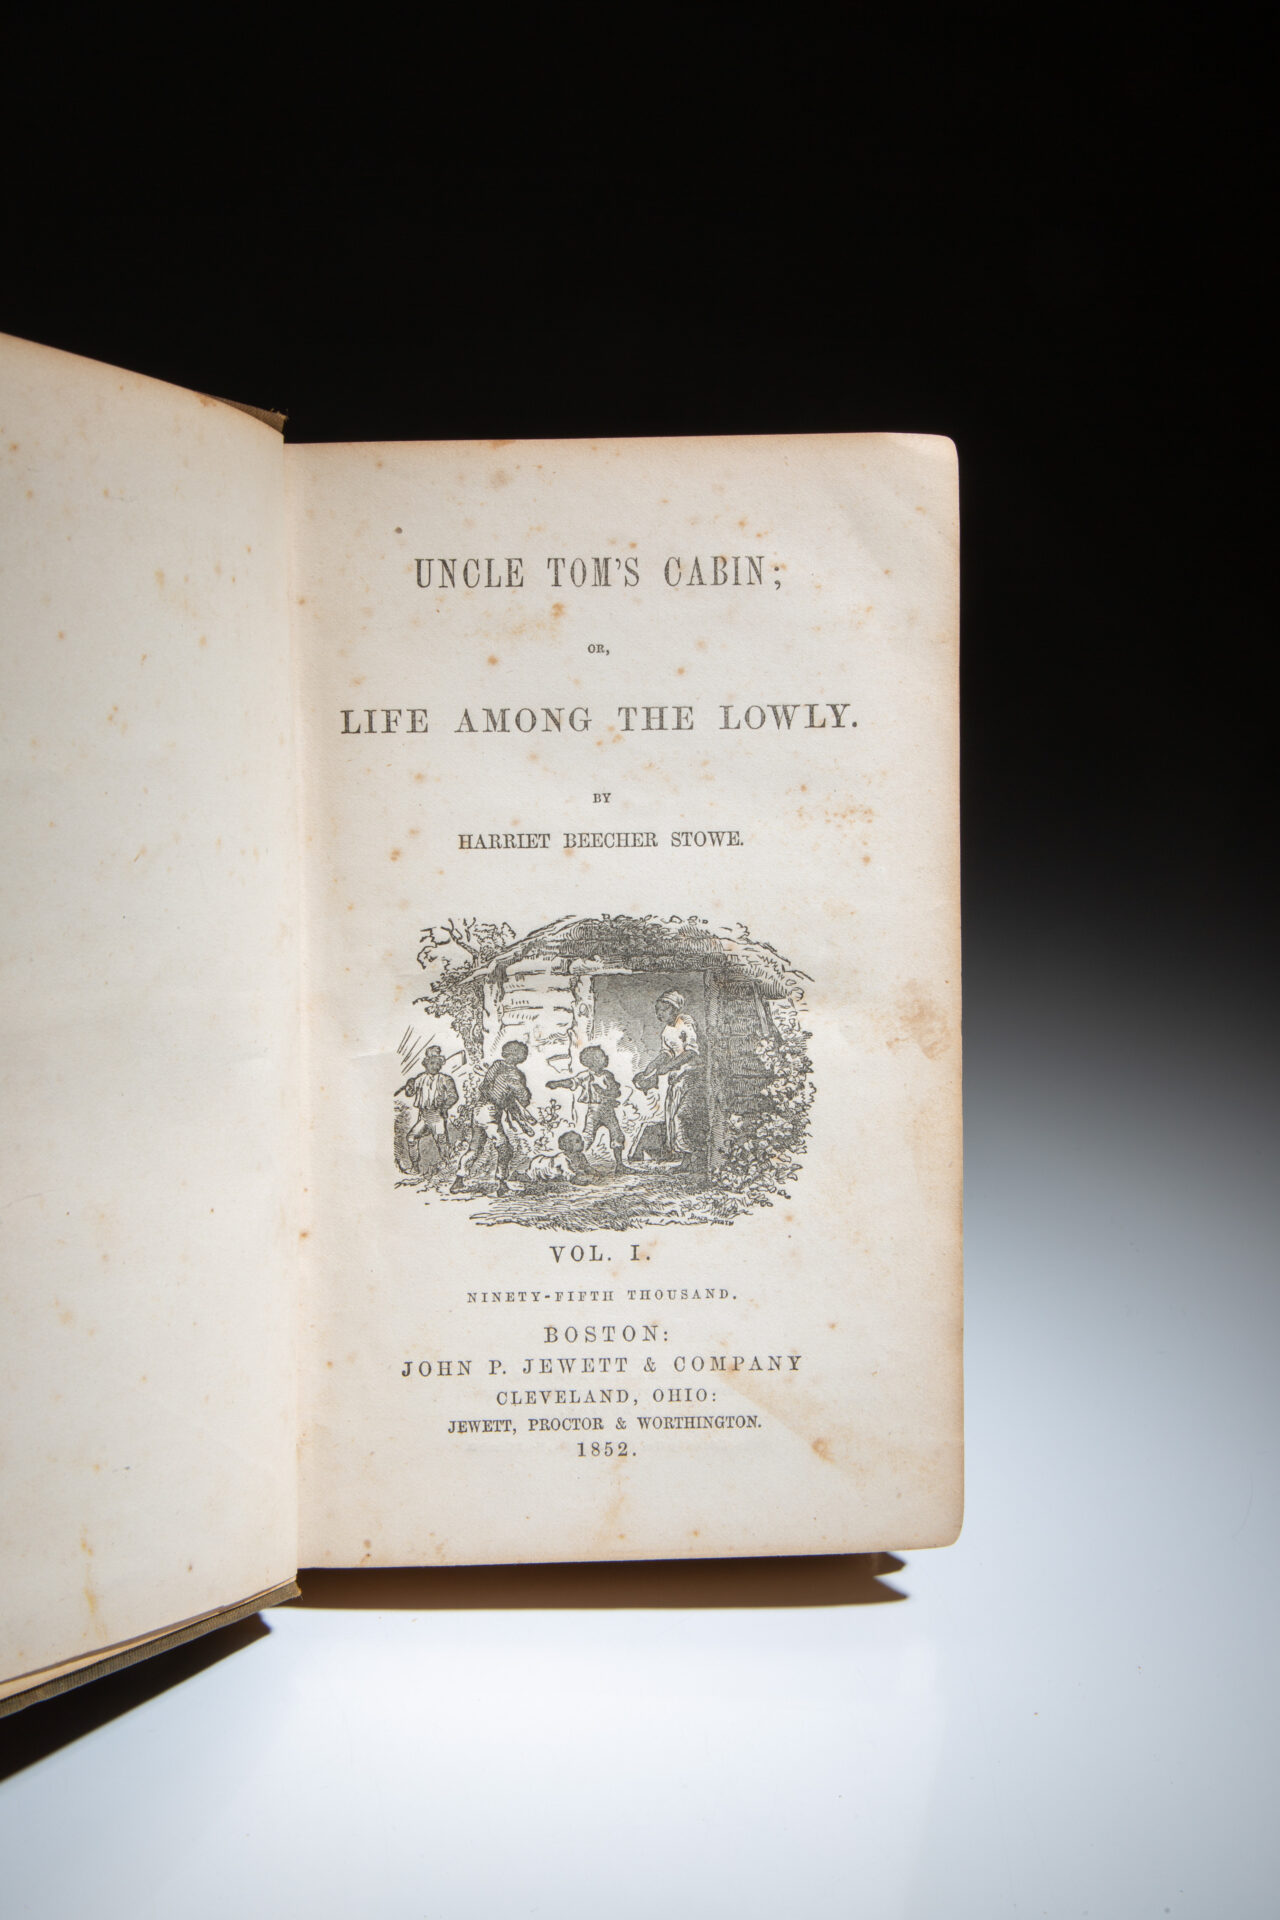 UNCLE TOM'S CABIN;
OR,
LIFE AMONG THE LOWLY.
BY
HARRIET BEECHER STOWE.
VOL. I.
NINETY-FIFTH THOUSAND.
BOSTON:
JOHN P. JEWETT & COMPANY
CLEVELAND, OHIO:
JEWETT, PROCTOR & WORTHINGTON.
1852.